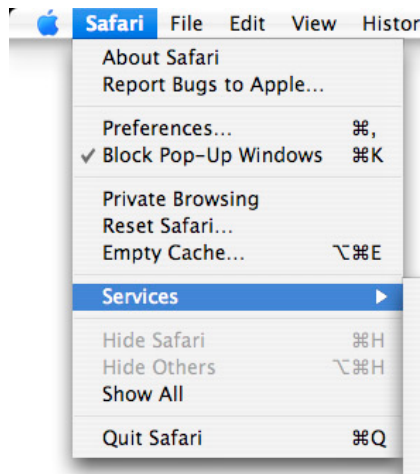 Safari File Edit View Histor
About Safari
Report Bugs to Apple...
Preferences... ⌘,
✓ Block Pop-Up Windows ⌘K
Private Browsing
Reset Safari...
Empty Cache... ⌥⌘E
Services ▶
Hide Safari ⌘H
Hide Others ⌥⌘H
Show All
Quit Safari ⌘Q